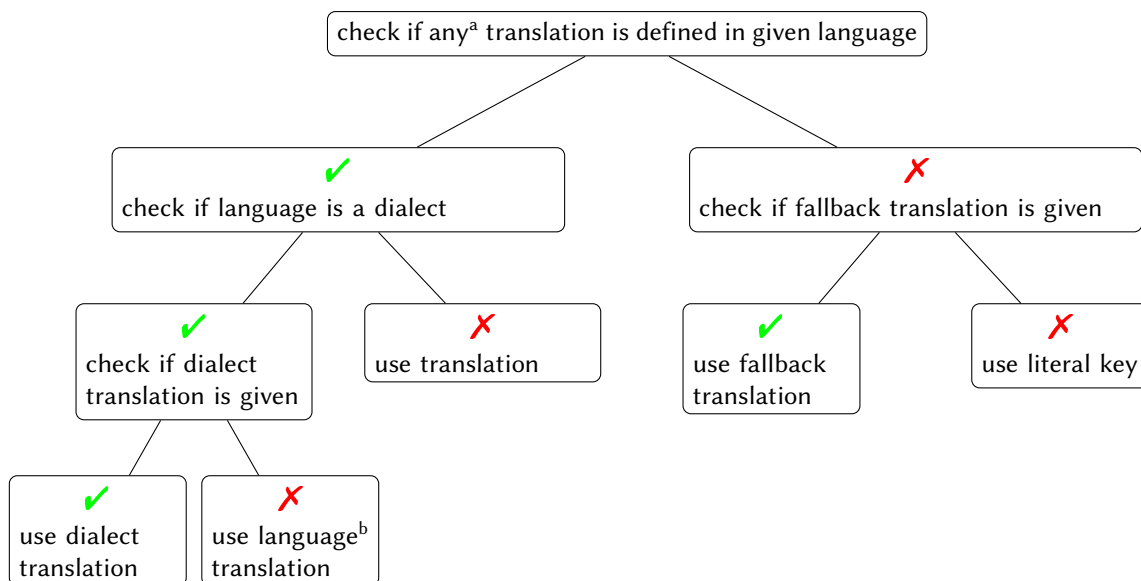 check if anyᵃ translation is defined in given language
✓
check if language is a dialect
✗
check if fallback translation is given
✓
check if dialect
translation is given
✗
use translation
✓
use fallback
translation
✗
use literal key
✓
use dialect
translation
✗
use languageᵇ
translation